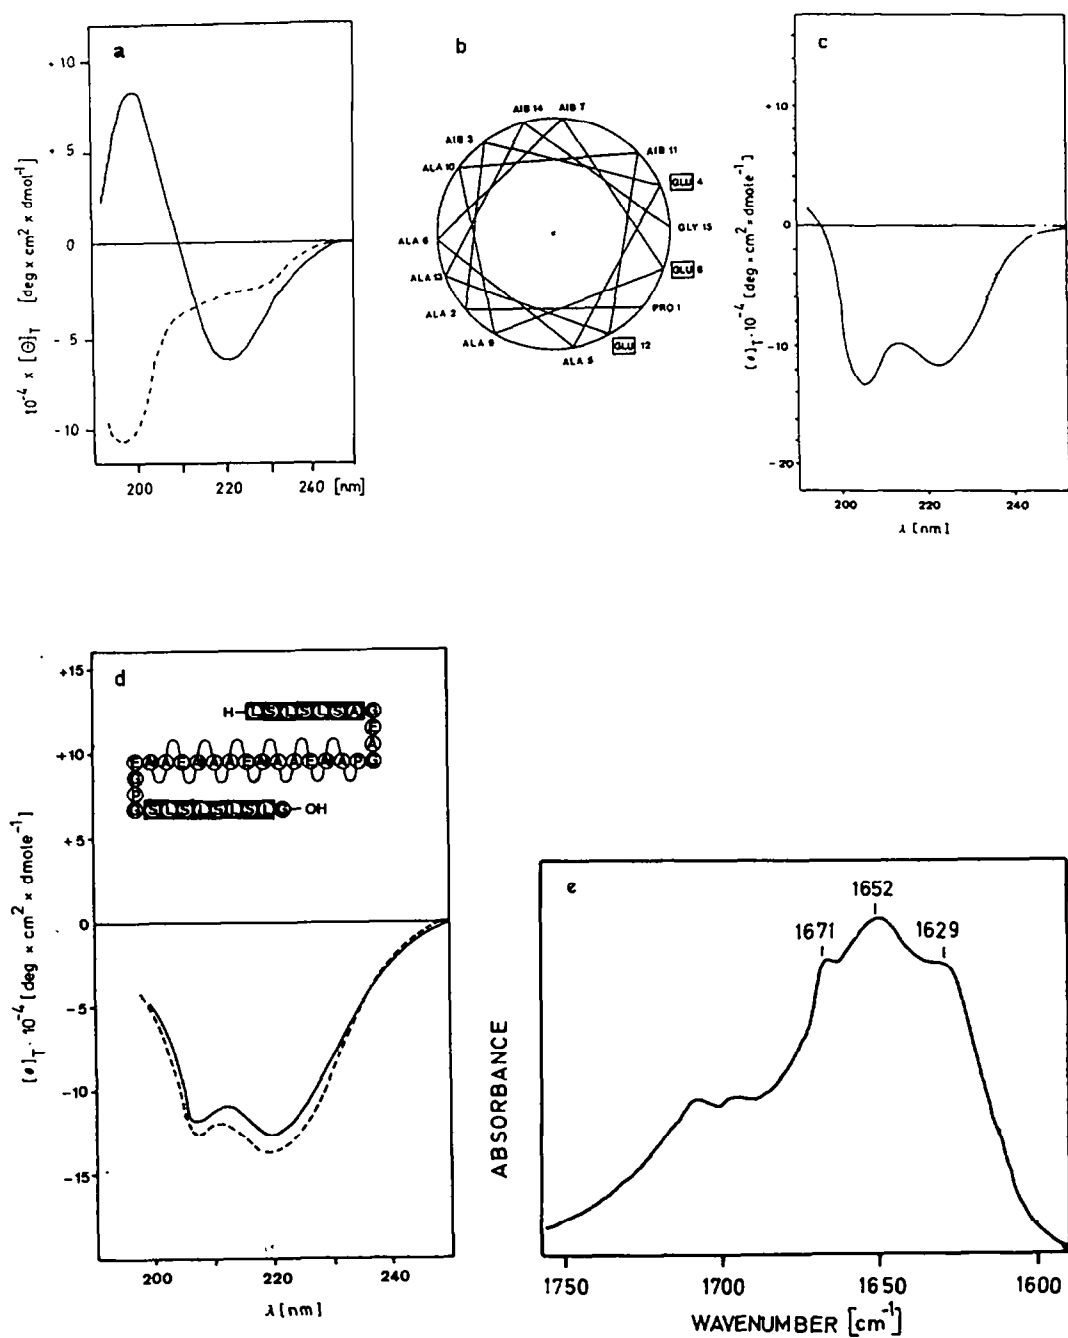 a
+ 10
+ 5
0
- 5
- 10
10⁻⁴ x [Θ]T [deg x cm² x dmol⁻¹]
200 220 240 [nm]
b
AIB 14 AIB 7
AIB 3
AIB 11
ALA 10
GLU 4
ALA 6
GLY 15
ALA 13
GLU 8
ALA 2
PRO 1
ALA 9
GLU 12
ALA 5
c
+ 10
0
- 10
- 20
[θ]T · 10⁻⁴ [deg × cm² × dmole⁻¹]
200 220 240
λ [nm]
d
+15
+10
+5
0
-5
-10
-15
[θ]T · 10⁻⁴ [deg × cm² × dmole⁻¹]
H-LSLSLSAG
E
A
G
G
P
GSLSLSLSLG-OH
200 220 240
λ [nm]
e
1652
1671 1629
ABSORBANCE
1750 1700 1650 1600
WAVENUMBER [cm⁻¹]